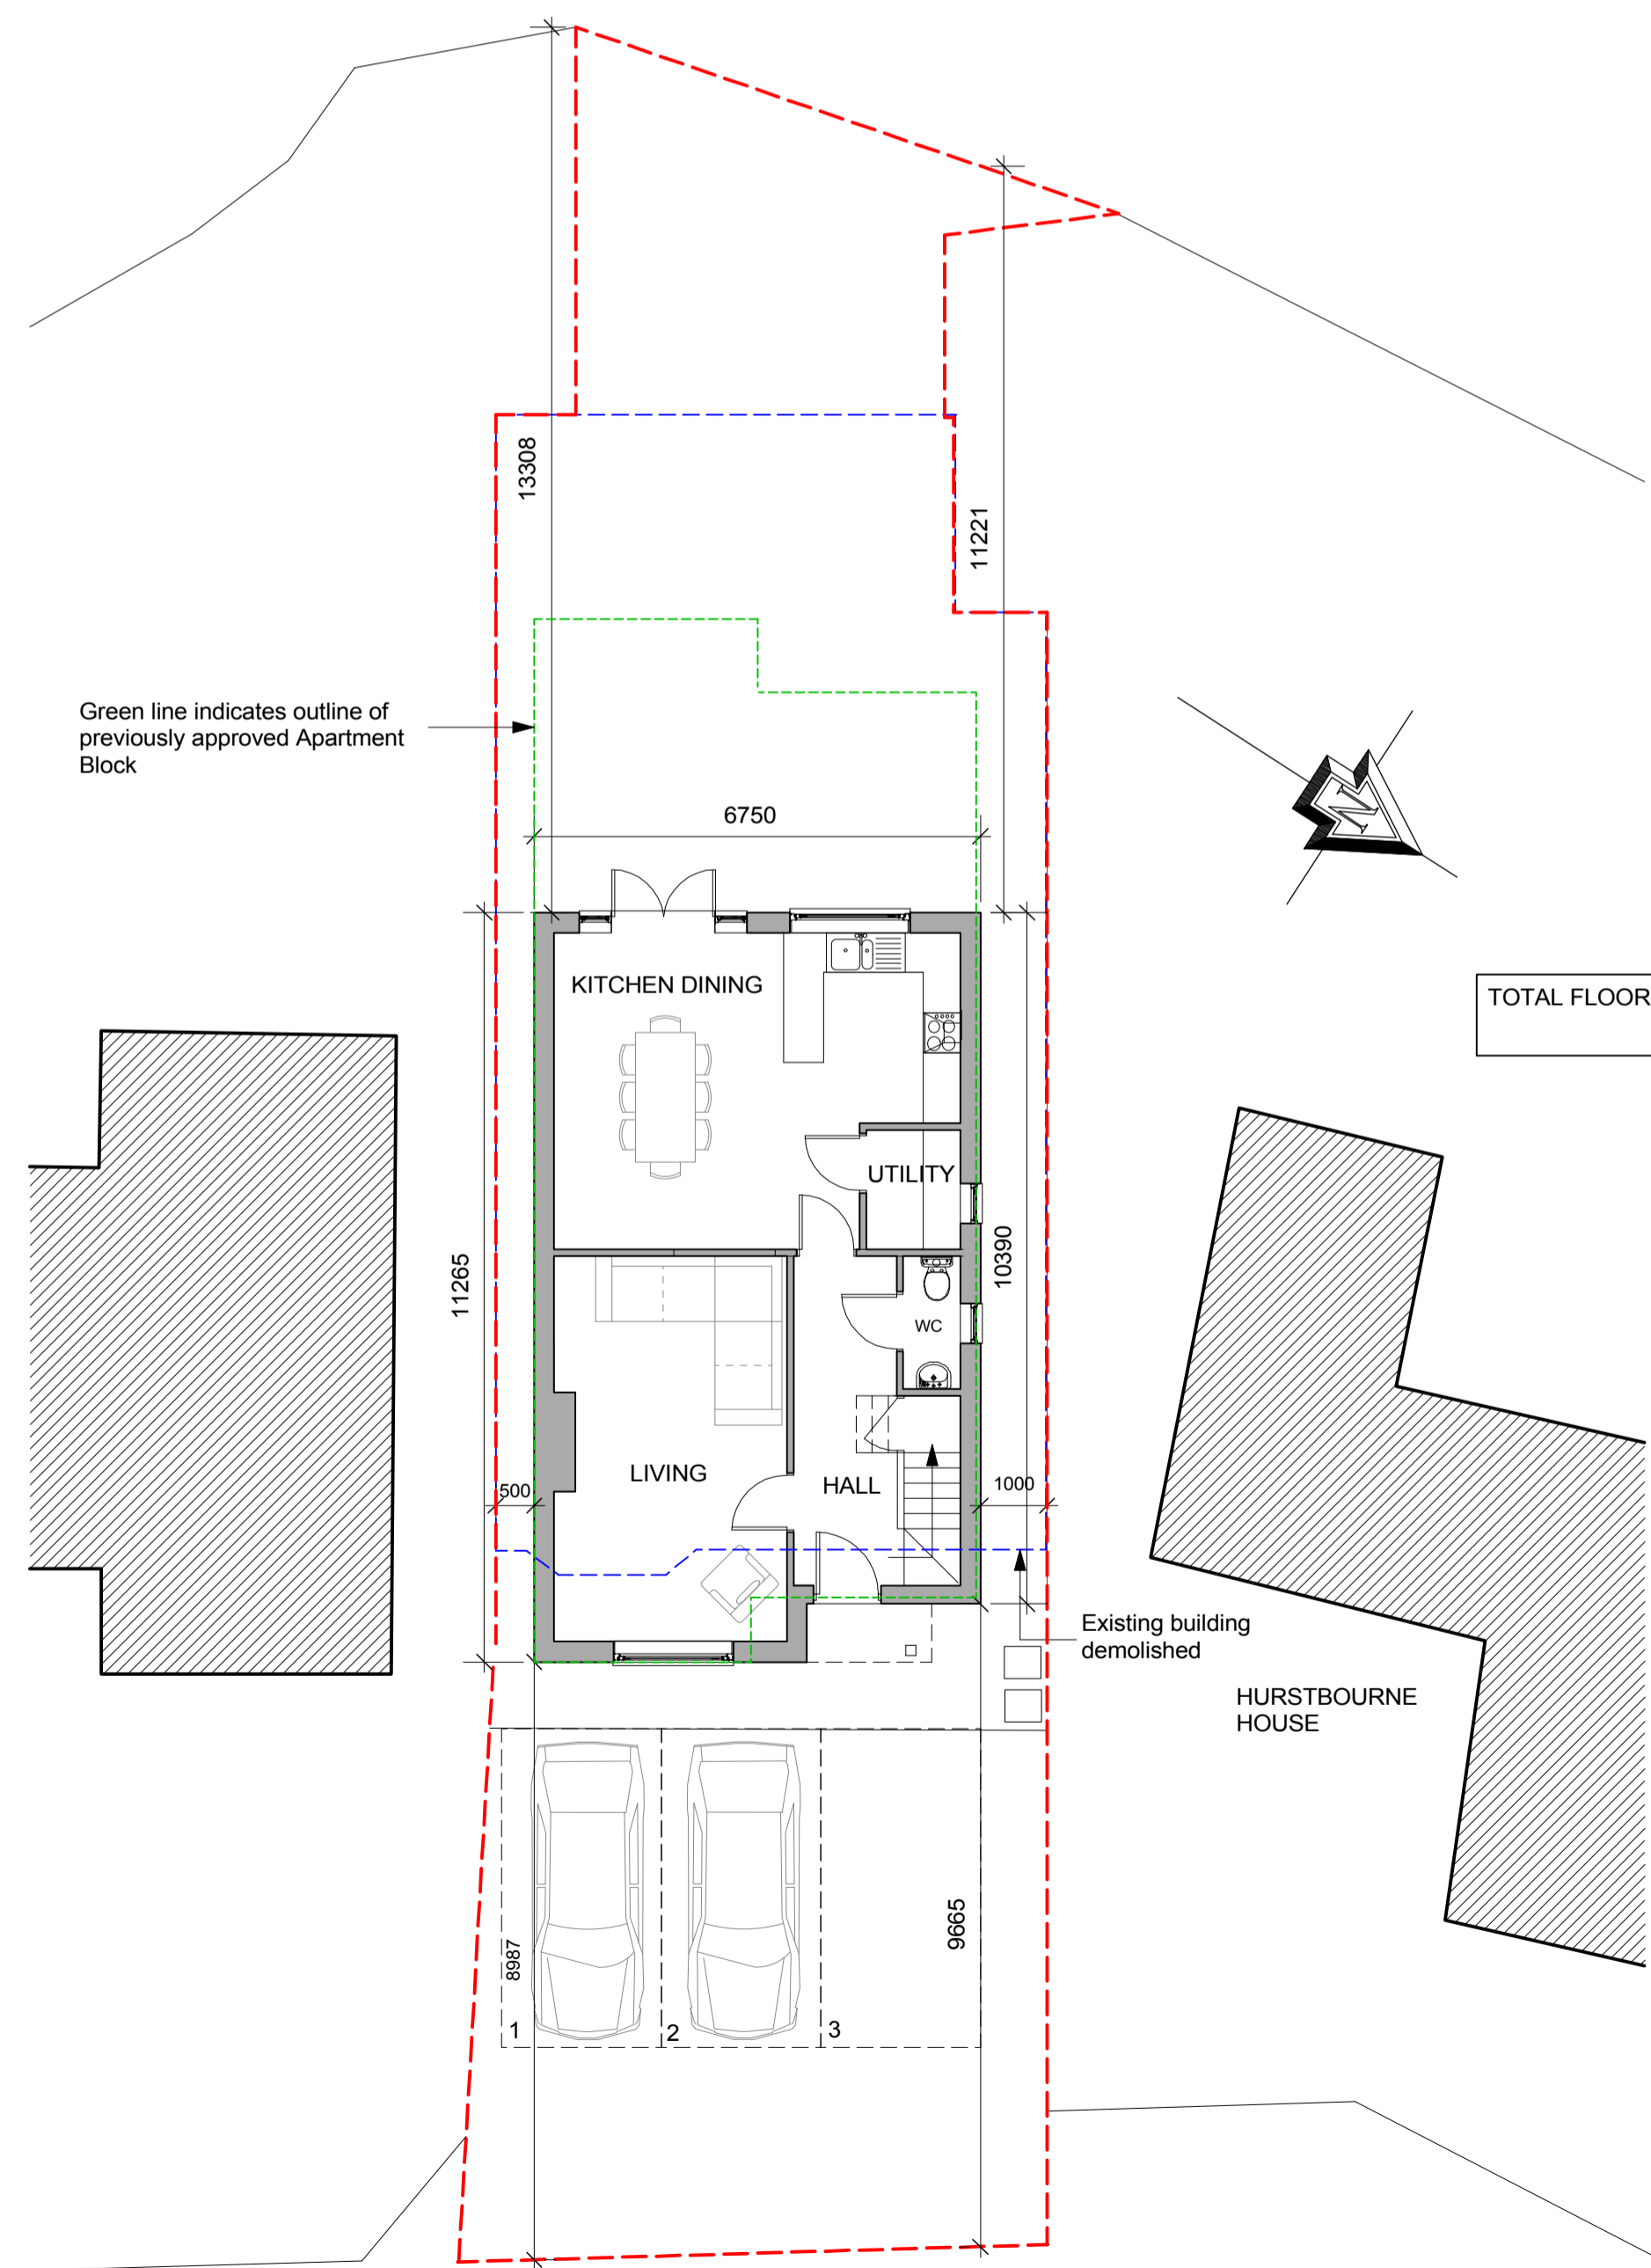 13308
11221
Green line indicates outline of
previously approved Apartment
Block
6750
N
KITCHEN DINING
TOTAL FLOOR
UTILITY
11265
10390
WC
LIVING
HALL
500
1000
Existing building
demolished
HURSTBOURNE
HOUSE
8987
9665
1
2
3